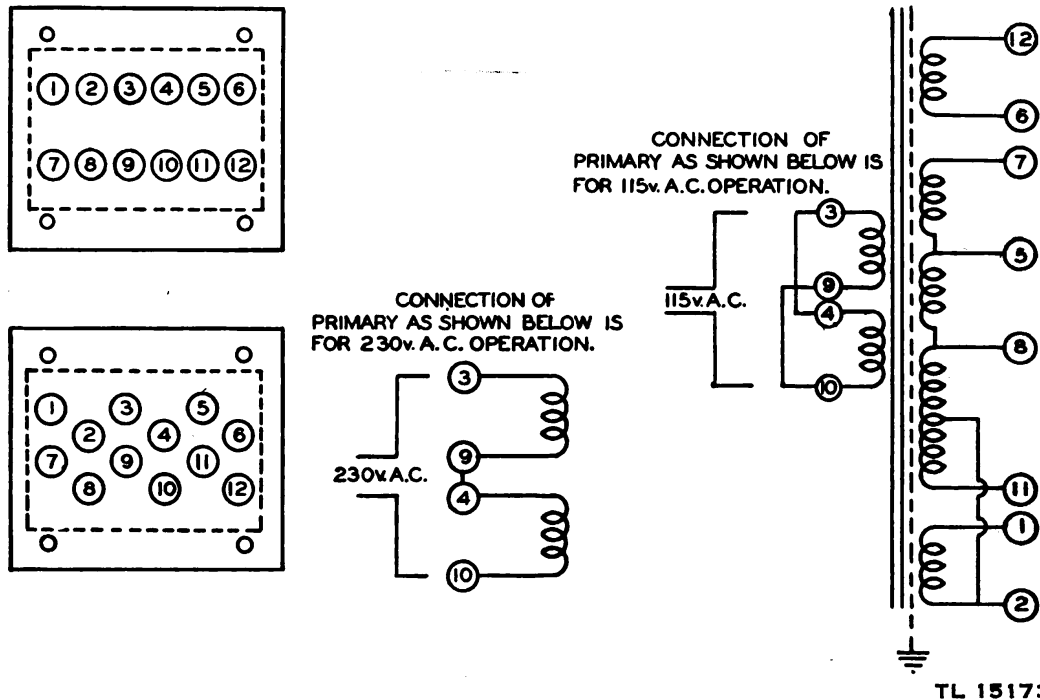 1 2 3 4 5 6
7 8 9 10 11 12
1 3 5
2 4 6
7 9 11
8 10 12
CONNECTION OF
PRIMARY AS SHOWN BELOW IS
FOR 230v. A.C. OPERATION.
3
9
230v. A.C.
4
10
CONNECTION OF
PRIMARY AS SHOWN BELOW IS
FOR 115v. A.C. OPERATION.
3
9
115v. A.C.
4
10
12
6
7
5
8
11
1
2